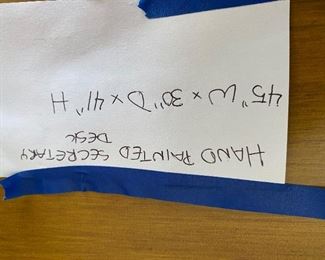 HAND PAINTED SECRETARY
DESK
45" W x 30" D x 41" H